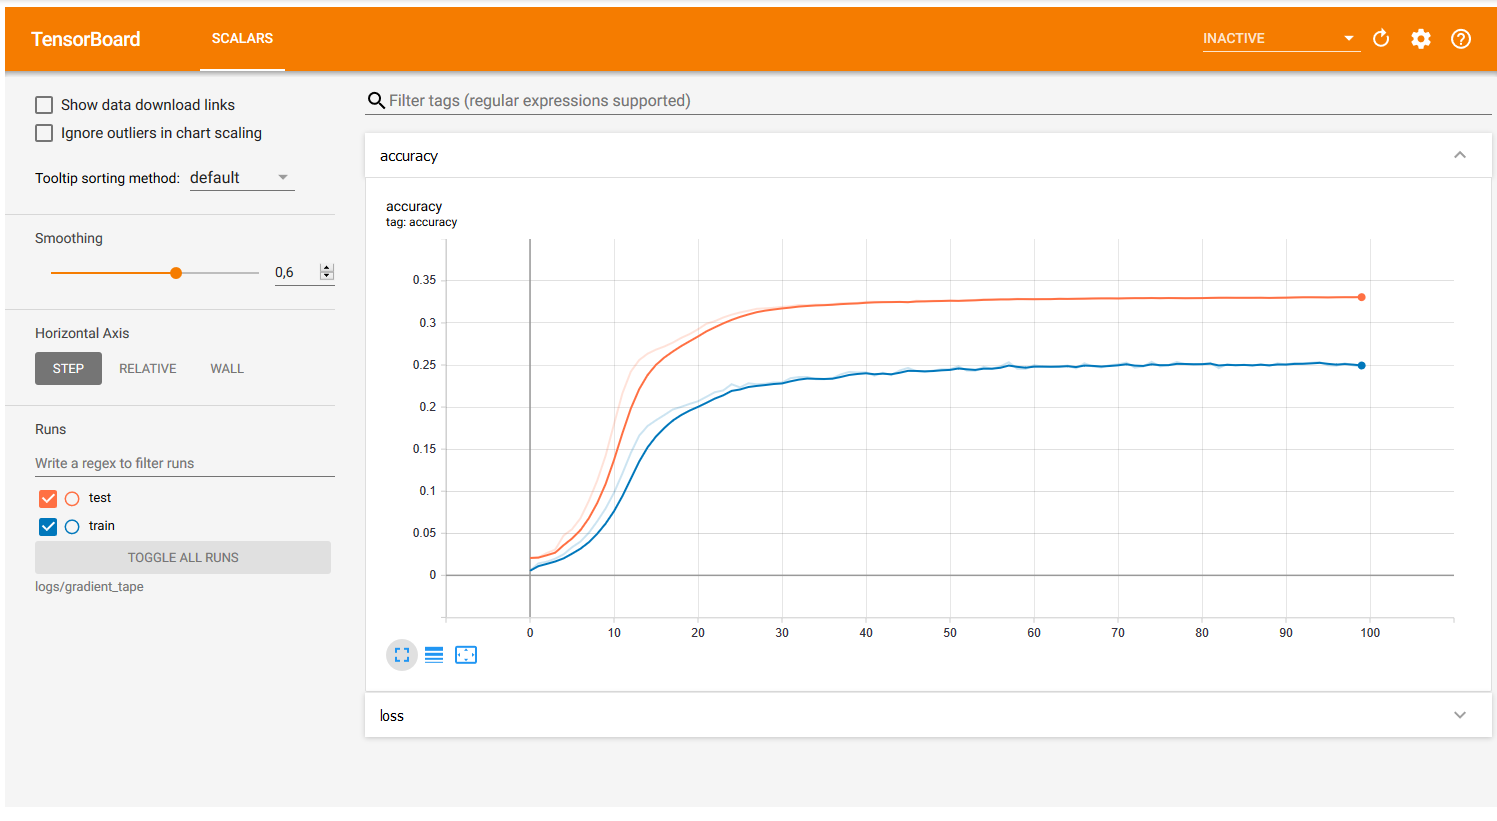 TensorBoard
SCALARS
INACTIVE
Show data download links
Ignore outliers in chart scaling
Tooltip sorting method: default
Smoothing
0,6
Horizontal Axis
STEP RELATIVE WALL
Runs
Write a regex to filter runs
test
train
TOGGLE ALL RUNS
logs/gradient_tape
Filter tags (regular expressions supported)
accuracy
accuracy
tag: accuracy
0.35
0.3
0.25
0.2
0.15
0.1
0.05
0
0 10 20 30 40 50 60 70 80 90 100
loss